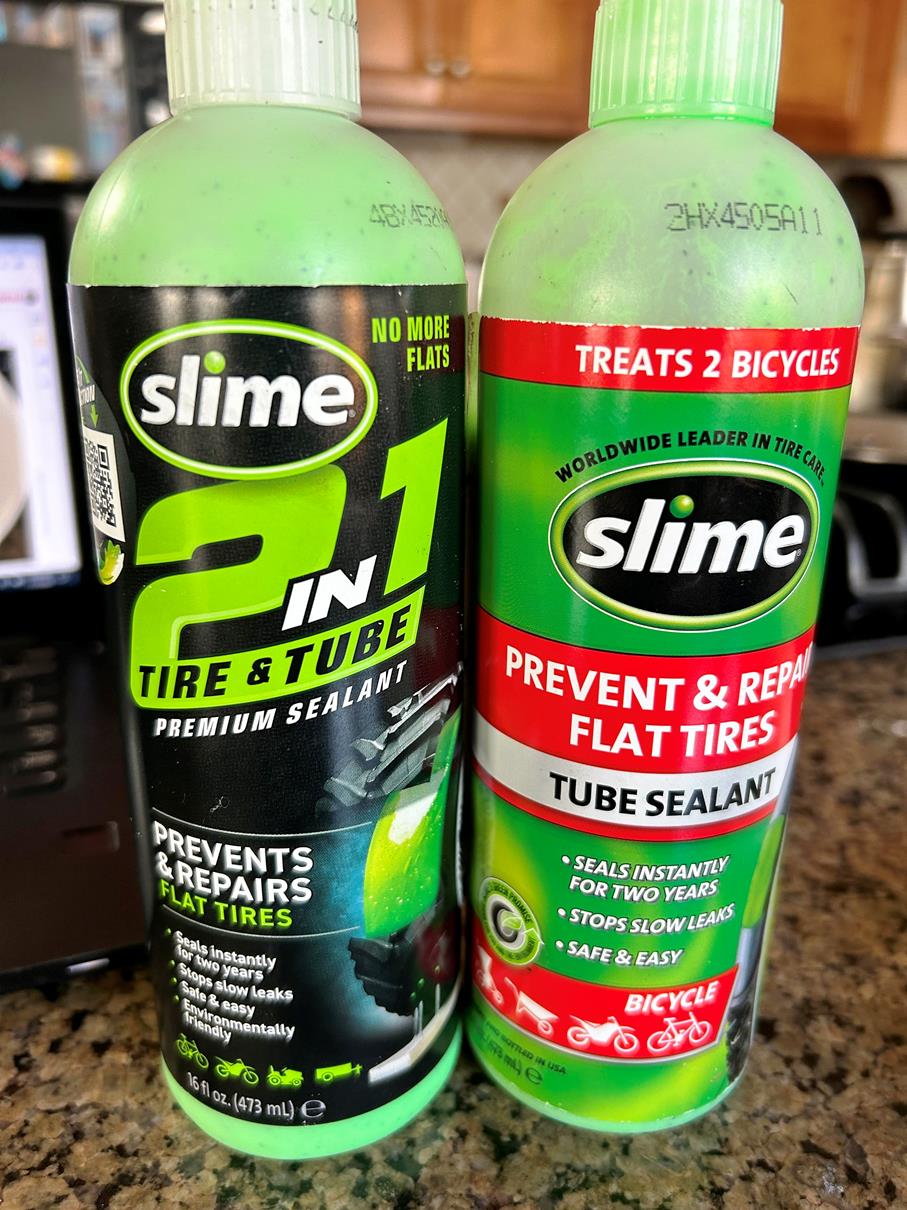 NO MORE
FLATS
slime
2 IN 1
TIRE & TUBE
PREMIUM SEALANT
PREVENTS
& REPAIRS
FLAT TIRES
• Seals instantly
for two years
• Stops slow leaks
• Safe & easy
• Environmentally
friendly
16 fl oz. (473 mL) e
2HX4505A11
TREATS 2 BICYCLES
WORLDWIDE LEADER IN TIRE CARE
slime
PREVENT & REPAI
FLAT TIRES
TUBE SEALANT
• SEALS INSTANTLY
FOR TWO YEARS
• STOPS SLOW LEAKS
• SAFE & EASY
BICYCLE
BOTTLED IN USA